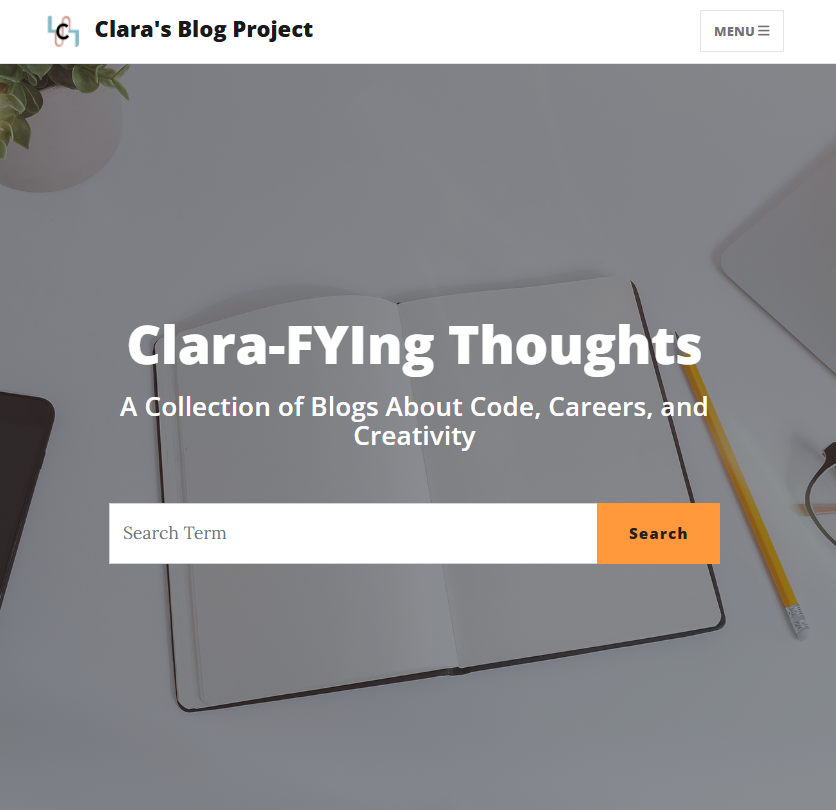 C
Clara's Blog Project
MENU
Clara-FYIng Thoughts
A Collection of Blogs About Code, Careers, and
Creativity
Search Term
Search